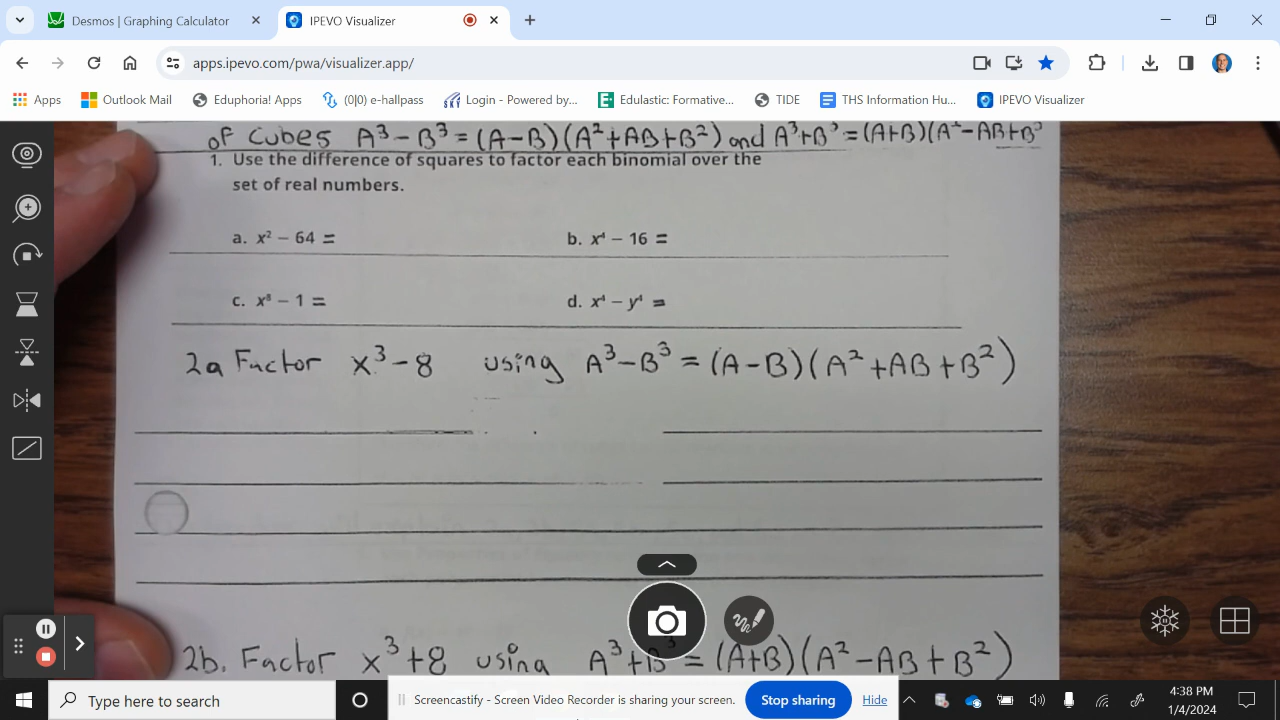 Desmos | Graphing Calculator
IPEVO Visualizer
apps.ipevo.com/pwa/visualizer.app/
Apps
Outlook Mail
Eduphoria! Apps
(0|0) e-hallpass
Login - Powered by...
Edulastic: Formative...
TIDE
THS Information Hu...
IPEVO Visualizer
of Cubes A³−B³=(A−B)(A²+AB+B²) and A³+B³=(A+B)(A²−AB+B²
1. Use the difference of squares to factor each binomial over the
set of real numbers.
a. x² − 64 =
b. x⁴ − 16 =
c. x⁸ − 1 =
d. x⁴ − y⁴ =
2a Factor x³−8 using A³−B³ = (A−B)(A²+AB+B²)
2b. Factor x³+8 using A³+B³ = (A+B)(A²−AB+B²)
Screencastify - Screen Video Recorder is sharing your screen.
Stop sharing
Hide
Type here to search
4:38 PM
1/4/2024